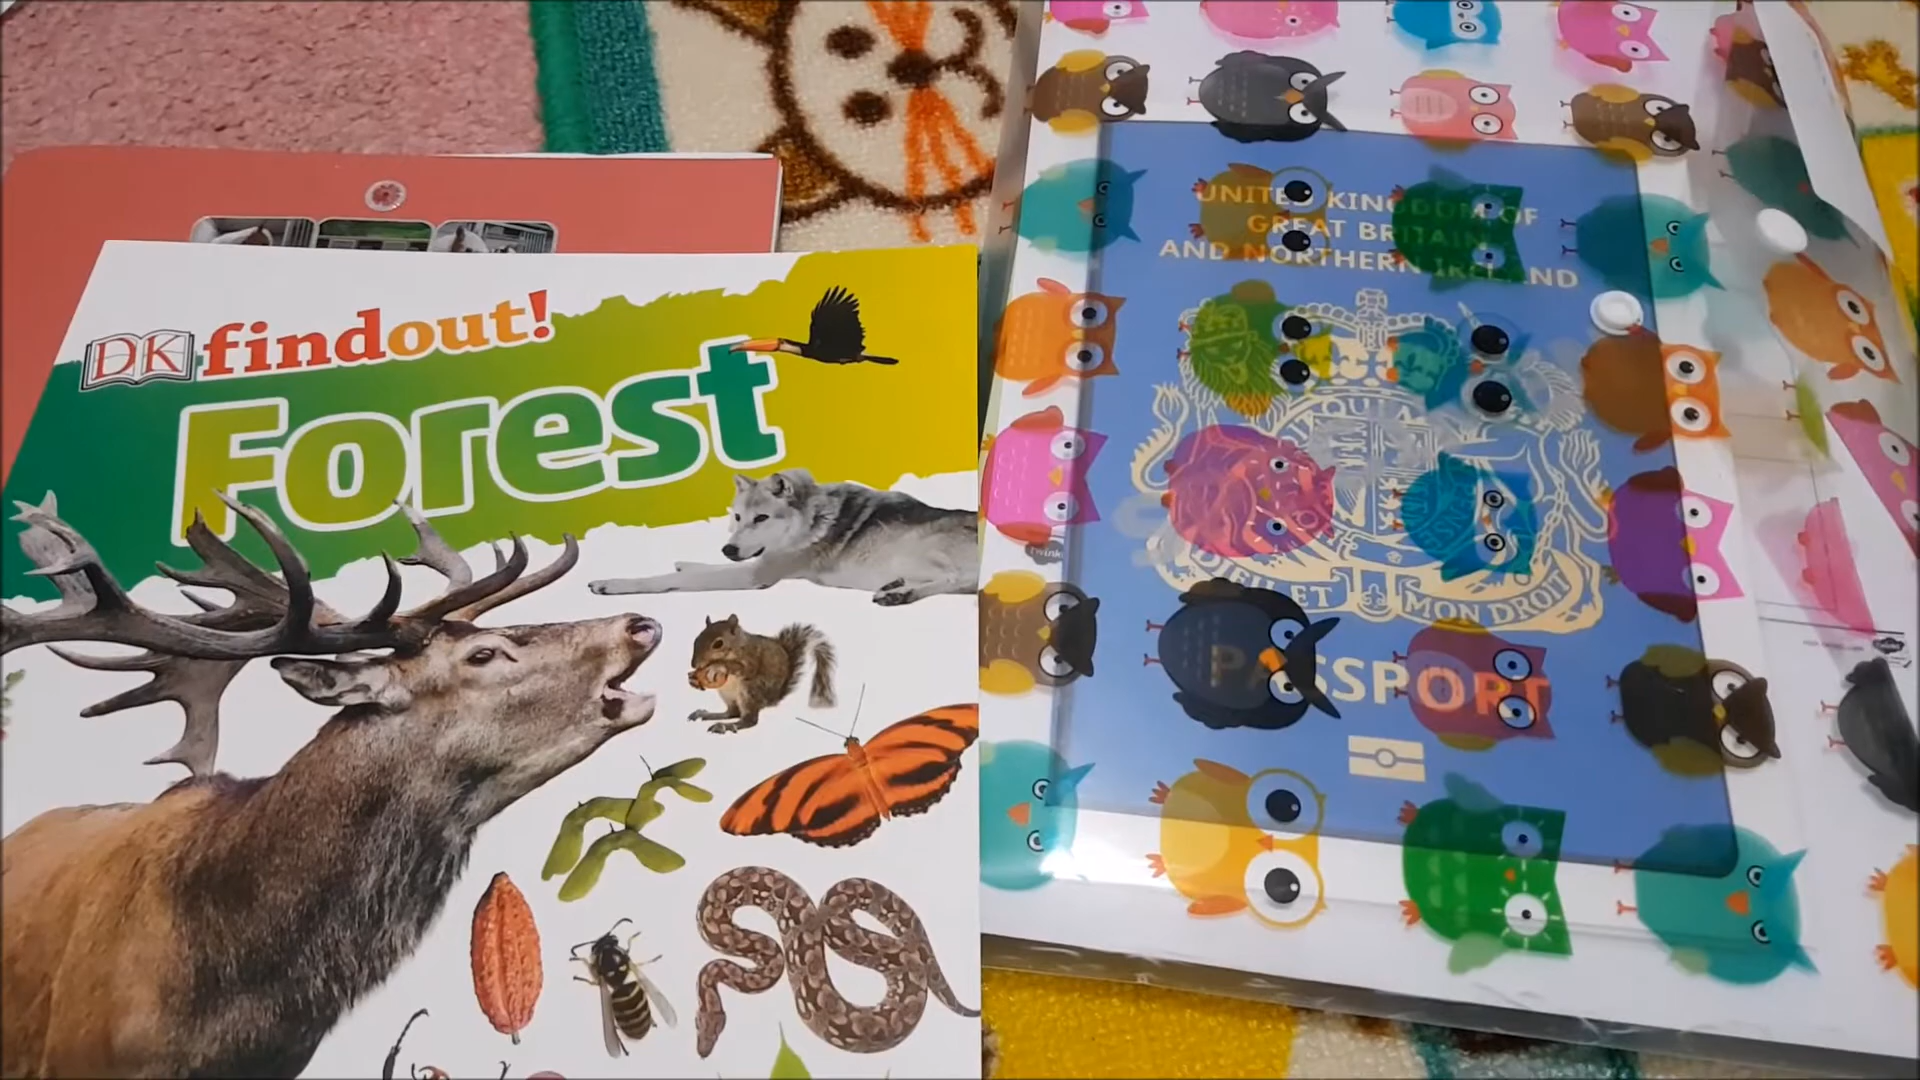 DK findout!
Forest
UNITED KINGDOM OF
GREAT BRITAIN
AND NORTHERN IRELAND
DIEU ET MON DROIT
PASSPORT